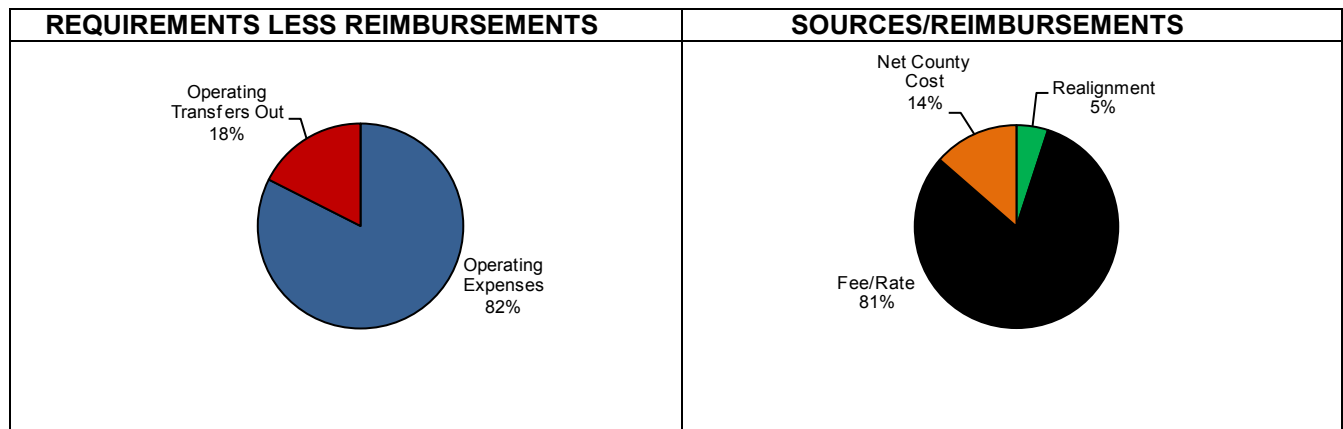 REQUIREMENTS LESS REIMBURSEMENTS
Operating
Transfers Out
18%
Operating
Expenses
82%
SOURCES/REIMBURSEMENTS
Net County
Cost
14%
Realignment
5%
Fee/Rate
81%